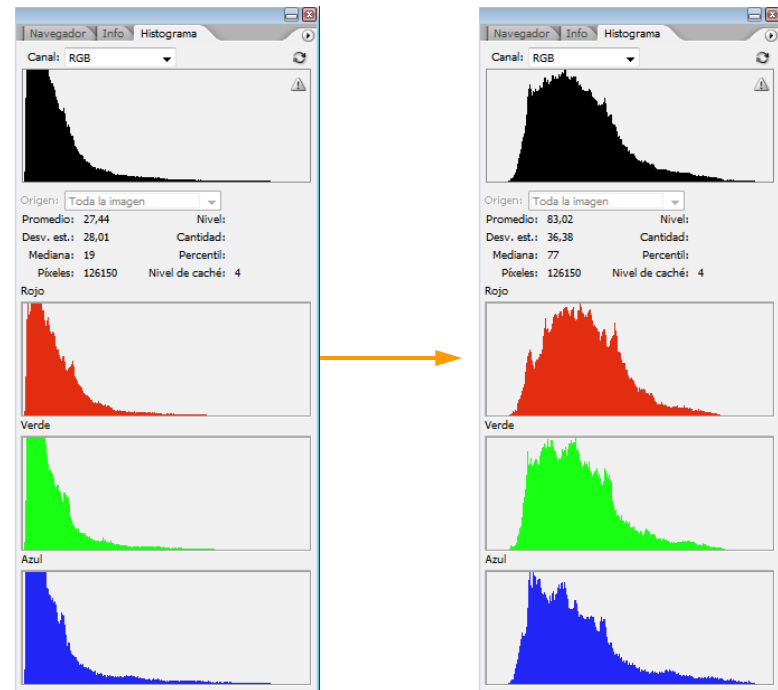 Navegador Info Histograma
Canal: RGB
Origen: Toda la imagen
Promedio: 27,44 Nivel:
Desv. est.: 28,01 Cantidad:
Mediana: 19 Percentil:
Píxeles: 126150 Nivel de caché: 4
Rojo
Verde
Azul
Navegador Info Histograma
Canal: RGB
Origen: Toda la imagen
Promedio: 83,02 Nivel:
Desv. est.: 36,38 Cantidad:
Mediana: 77 Percentil:
Píxeles: 126150 Nivel de caché: 4
Rojo
Verde
Azul